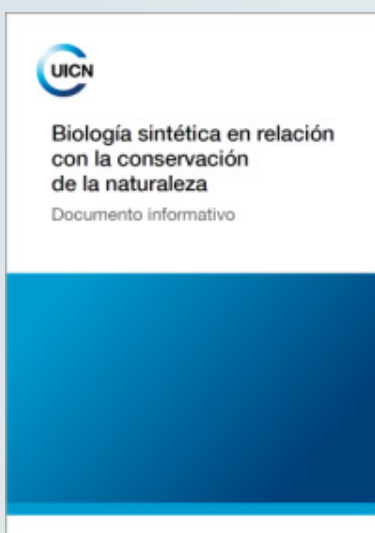 UICN
Biología sintética en relación
con la conservación
de la naturaleza
Documento informativo